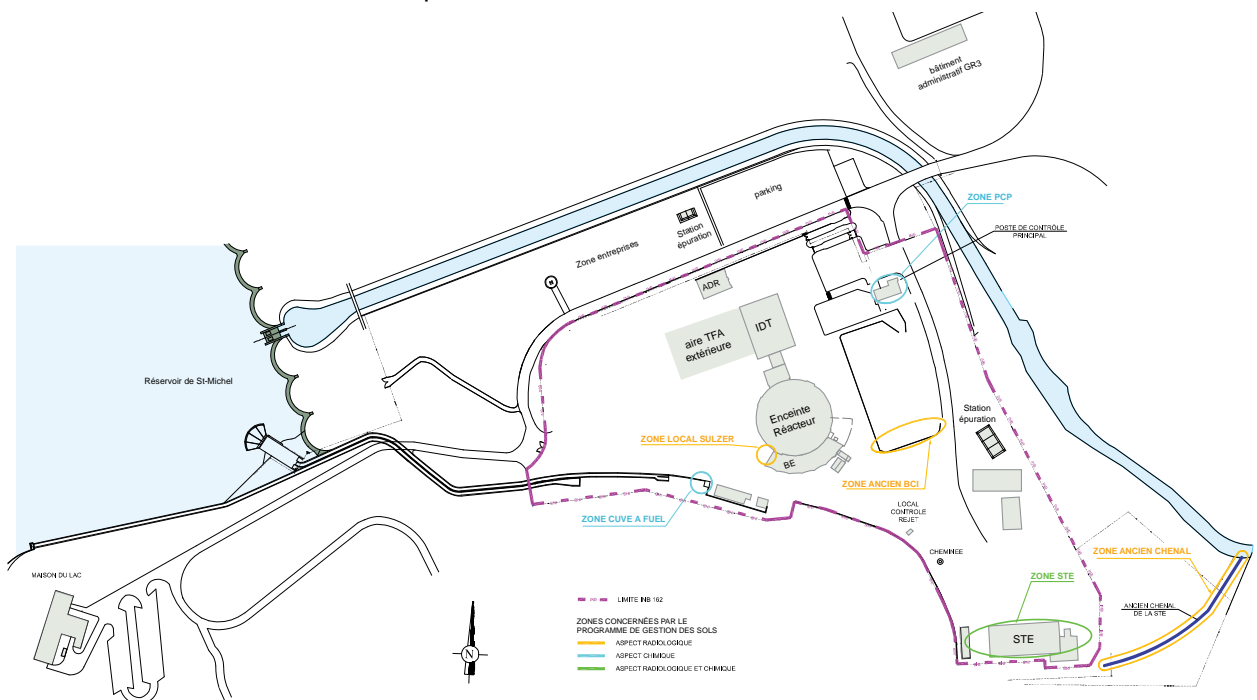 bâtiment
administratif GR3
ZONE PCP
parking
POSTE DE CONTRÔLE
PRINCIPAL
Station
épuration
Zone entreprises
ADR
IDT
aire TFA
extérieure
Réservoir de St-Michel
Enceinte
Réacteur
Station
épuration
ZONE LOCAL SULZER
BE
ZONE ANCIEN BCI
LOCAL
CONTROLE
REJET
ZONE CUVE A FUEL
CHEMINEE
ZONE ANCIEN CHENAL
MAISON DU LAC
ZONE STE
LIMITE INB 162
ANCIEN CHENAL
DE LA STE
ZONES CONCERNÉES PAR LE
PROGRAMME DE GESTION DES SOLS
ASPECT RADIOLOGIQUE
ASPECT CHIMIQUE
ASPECT RADIOLOGIQUE ET CHIMIQUE
STE
N